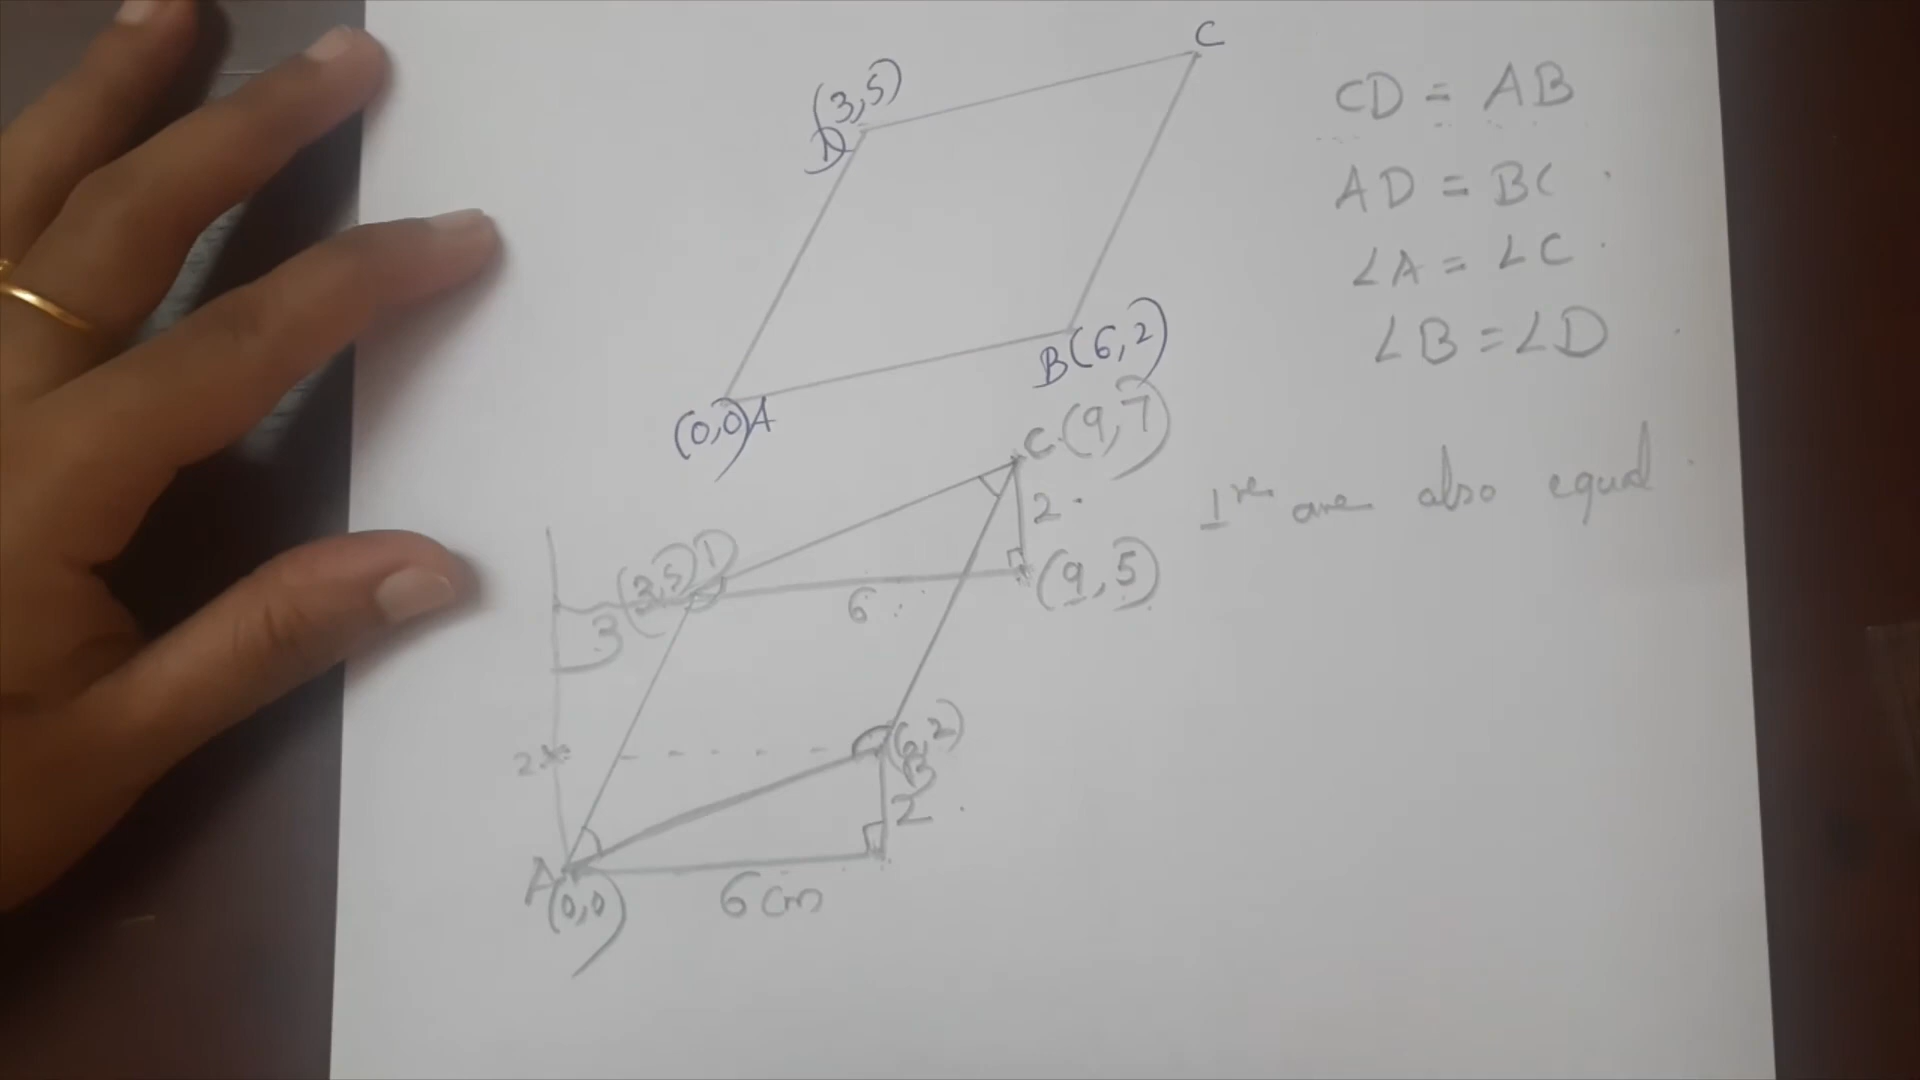 C
(3,5)
D
B(6,2)
(0,0)A
CD = AB
AD = BC
∠A = ∠C
∠B = ∠D
C (9,7)
2
(3,5) D
(9,5)
6
3
2
(6,2)
B
2
A
(0,0)
6 cm
are also equal